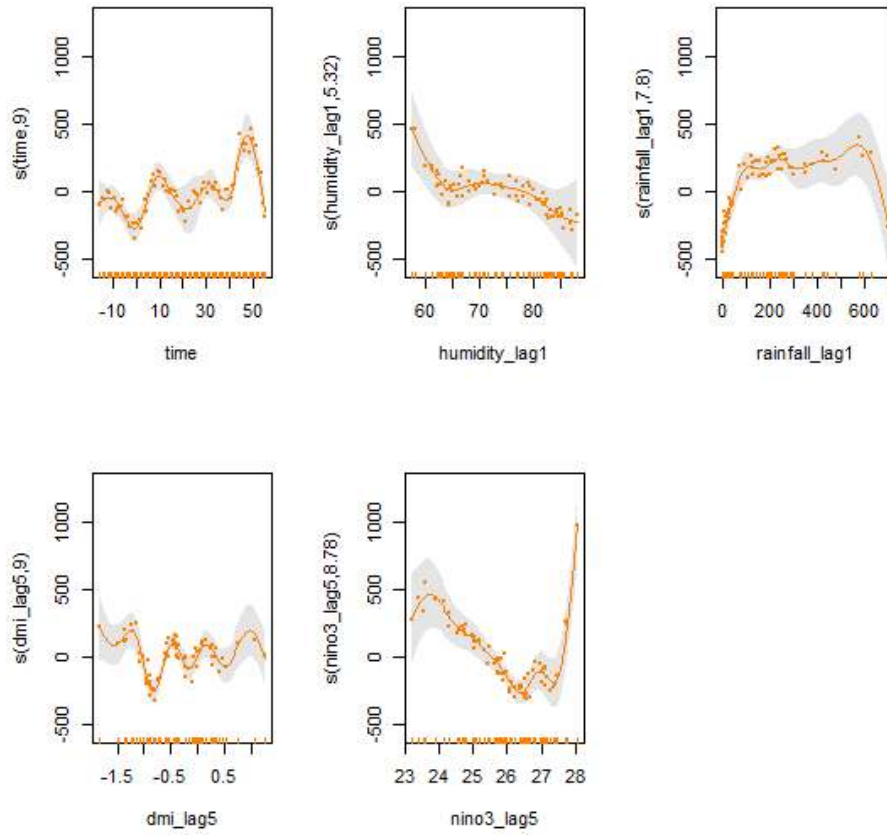 s(time,9)
-500 0 500 1000
-10 10 30 50
time
s(humidity_lag1,5.32)
-500 0 500 1000
60 70 80
humidity_lag1
s(rainfall_lag1,7.8)
-500 0 500 1000
0 200 400 600
rainfall_lag1
s(dmi_lag5,9)
-500 0 500 1000
-1.5 -0.5 0.5
dmi_lag5
s(nino3_lag5,8.78)
-500 0 500 1000
23 24 25 26 27 28
nino3_lag5